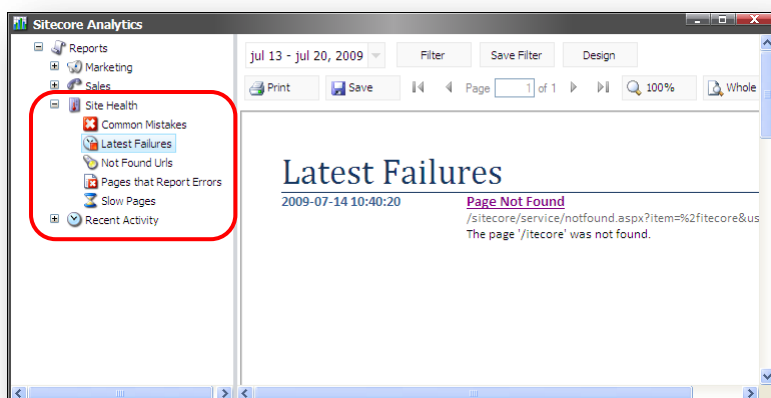 Sitecore Analytics
Reports
Marketing
Sales
Site Health
Common Mistakes
Latest Failures
Not Found Urls
Pages that Report Errors
Slow Pages
Recent Activity
jul 13 - jul 20, 2009 Filter Save Filter Design
Print Save Page 1 of 1 100% Whole
Latest Failures
2009-07-14 10:40:20 Page Not Found
/sitecore/service/notfound.aspx?item=%2fitecore&us
The page '/itecore' was not found.